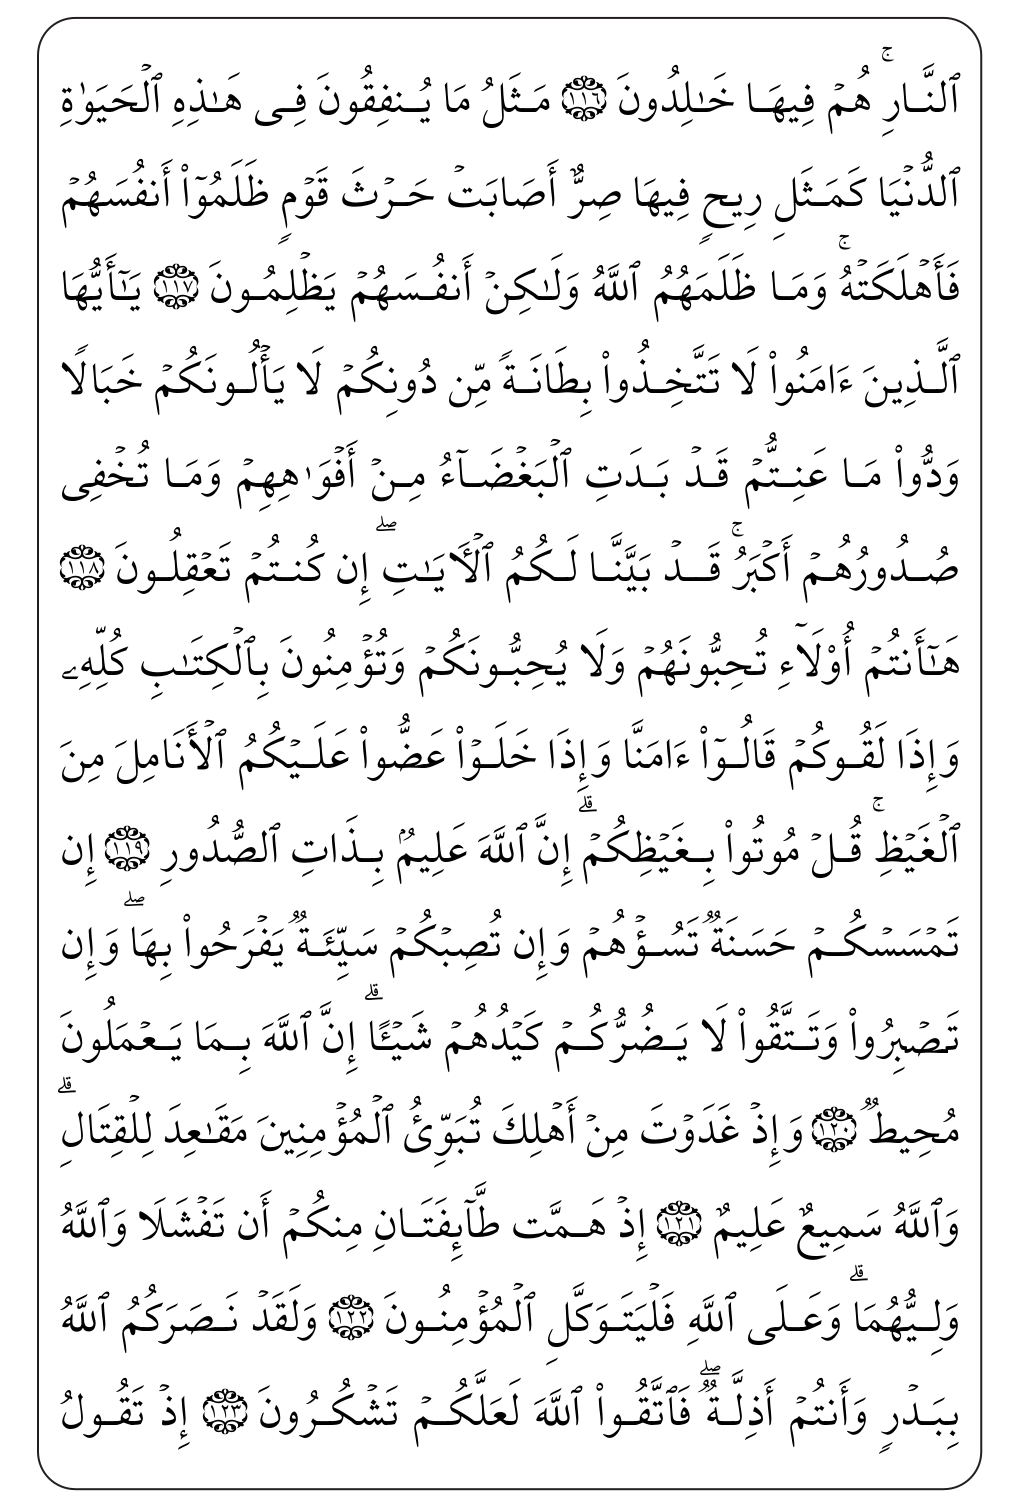 ٱلنَّارِۚ هُمۡ فِيهَا خَٰلِدُونَ ۝١١٦ مَثَلُ مَا يُنفِقُونَ فِى هَٰذِهِ ٱلۡحَيَوٰةِ
ٱلدُّنۡيَا كَمَثَلِ رِيحٖ فِيهَا صِرٌّ أَصَابَتۡ حَرۡثَ قَوۡمٖ ظَلَمُوٓاْ أَنفُسَهُمۡ
فَأَهۡلَكَتۡهُۚ وَمَا ظَلَمَهُمُ ٱللَّهُ وَلَٰكِنۡ أَنفُسَهُمۡ يَظۡلِمُونَ ۝١١٧ يَٰٓأَيُّهَا
ٱلَّذِينَ ءَامَنُواْ لَا تَتَّخِذُواْ بِطَانَةٗ مِّن دُونِكُمۡ لَا يَأۡلُونَكُمۡ خَبَالٗا
وَدُّواْ مَا عَنِتُّمۡ قَدۡ بَدَتِ ٱلۡبَغۡضَآءُ مِنۡ أَفۡوَٰهِهِمۡ وَمَا تُخۡفِى
صُدُورُهُمۡ أَكۡبَرُۚ قَدۡ بَيَّنَّا لَكُمُ ٱلۡأٓيَٰتِۖ إِن كُنتُمۡ تَعۡقِلُونَ ۝١١٨
هَٰٓأَنتُمۡ أُوْلَآءِ تُحِبُّونَهُمۡ وَلَا يُحِبُّونَكُمۡ وَتُؤۡمِنُونَ بِٱلۡكِتَٰبِ كُلِّهِۦ
وَإِذَا لَقُوكُمۡ قَالُوٓاْ ءَامَنَّا وَإِذَا خَلَوۡاْ عَضُّواْ عَلَيۡكُمُ ٱلۡأَنَامِلَ مِنَ
ٱلۡغَيۡظِۚ قُلۡ مُوتُواْ بِغَيۡظِكُمۡۗ إِنَّ ٱللَّهَ عَلِيمُۢ بِذَاتِ ٱلصُّدُورِ ۝١١٩ إِن
تَمۡسَسۡكُمۡ حَسَنَةٞ تَسُؤۡهُمۡ وَإِن تُصِبۡكُمۡ سَيِّئَةٞ يَفۡرَحُواْ بِهَاۖ وَإِن
تَصۡبِرُواْ وَتَتَّقُواْ لَا يَضُرُّكُمۡ كَيۡدُهُمۡ شَيۡـًٔاۗ إِنَّ ٱللَّهَ بِمَا يَعۡمَلُونَ
مُحِيطٞ ۝١٢٠ وَإِذۡ غَدَوۡتَ مِنۡ أَهۡلِكَ تُبَوِّئُ ٱلۡمُؤۡمِنِينَ مَقَٰعِدَ لِلۡقِتَالِۗ
وَٱللَّهُ سَمِيعٌ عَلِيمٌ ۝١٢١ إِذۡ هَمَّت طَّآئِفَتَانِ مِنكُمۡ أَن تَفۡشَلَا وَٱللَّهُ
وَلِيُّهُمَاۗ وَعَلَى ٱللَّهِ فَلۡيَتَوَكَّلِ ٱلۡمُؤۡمِنُونَ ۝١٢٢ وَلَقَدۡ نَصَرَكُمُ ٱللَّهُ
بِبَدۡرٖ وَأَنتُمۡ أَذِلَّةٞۖ فَٱتَّقُواْ ٱللَّهَ لَعَلَّكُمۡ تَشۡكُرُونَ ۝١٢٣ إِذۡ تَقُولُ